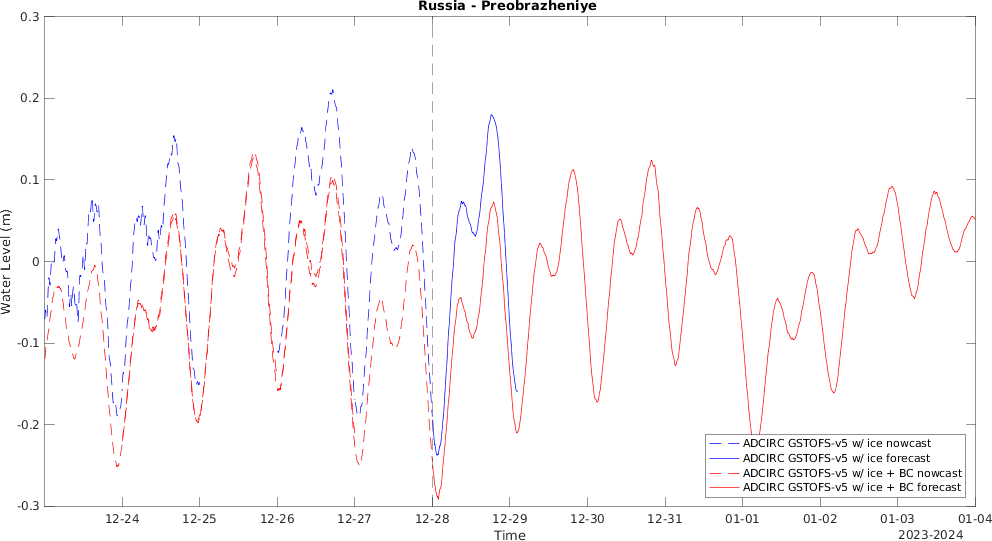 Russia - Preobrazheniye
Water Level (m)
0.3
0.2
0.1
0
-0.1
-0.2
-0.3
ADCIRC GSTOFS-v5 w/ ice nowcast
ADCIRC GSTOFS-v5 w/ ice forecast
ADCIRC GSTOFS-v5 w/ ice + BC nowcast
ADCIRC GSTOFS-v5 w/ ice + BC forecast
12-24 12-25 12-26 12-27 12-28 12-29 12-30 12-31 01-01 01-02 01-03 01-04
Time
2023-2024